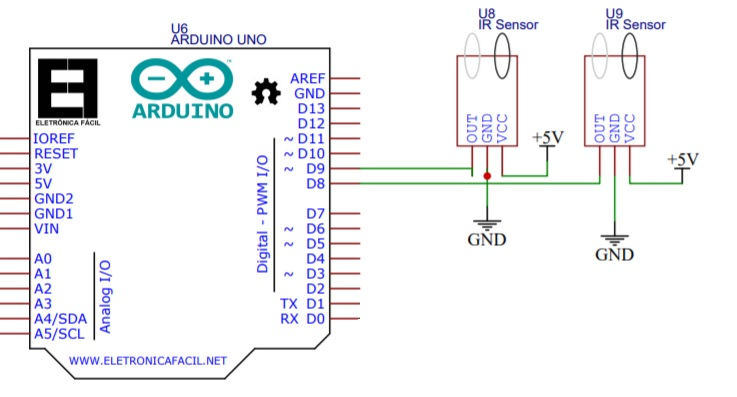 U6
ARDUINO UNO
ELETRÔNICA FÁCIL
ARDUINO
™
AREF
GND
D13
D12
~ D11
~ D10
~ D9
D8
D7
~ D6
~ D5
D4
~ D3
D2
TX D1
RX D0
Digital - PWM I/O
IOREF
RESET
3V
5V
GND2
GND1
VIN
A0
A1
A2
A3
A4/SDA
A5/SCL
Analog I/O
WWW.ELETRONICAFACIL.NET
U8
IR Sensor
OUT
GND
VCC
+5V
GND
U9
IR Sensor
OUT
GND
VCC
+5V
GND